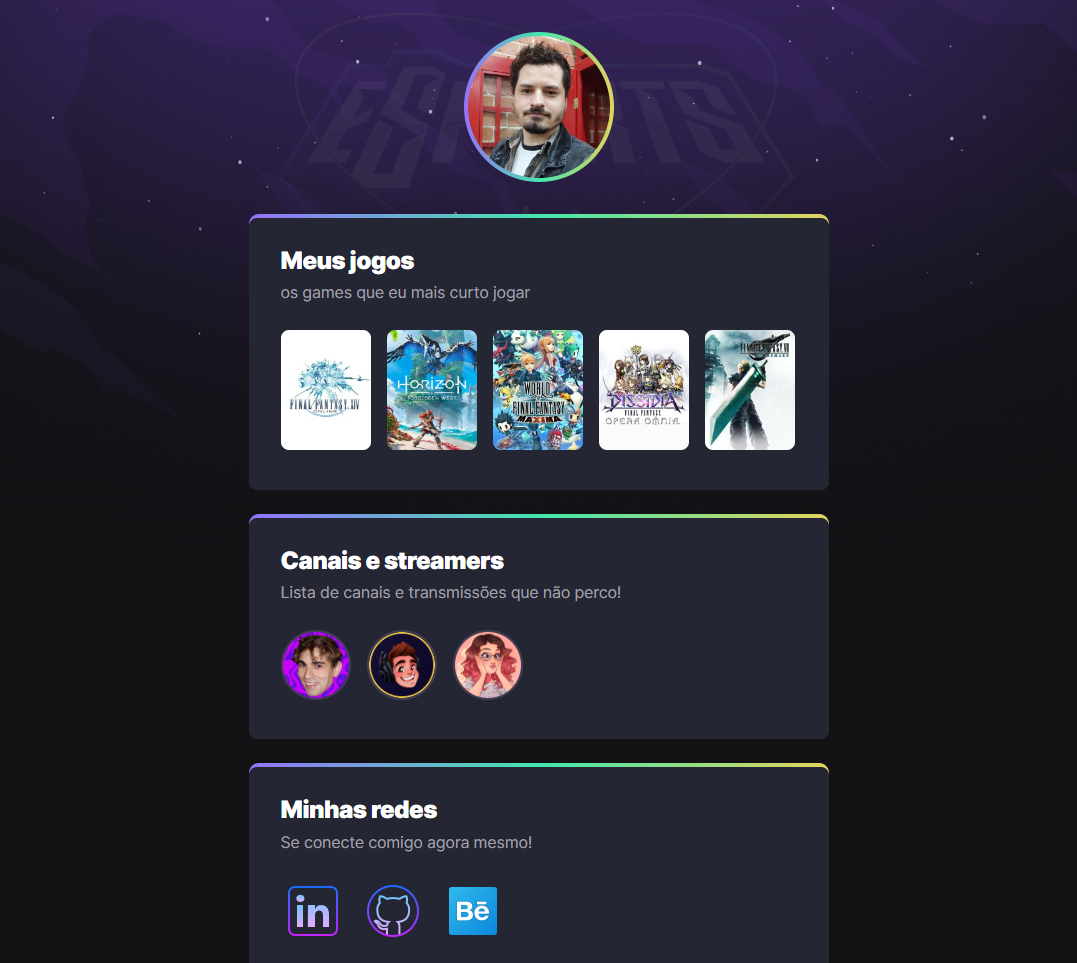 ESPORTS
Meus jogos
os games que eu mais curto jogar
FINAL FANTASY XIV
ONLINE
HORIZON
FORBIDDEN WEST
WORLD
OF
FINAL FANTASY
MAXIMA
DISSIDIA
FINAL FANTASY
OPERA OMNIA
FINAL FANTASY VII
REMAKE
Canais e streamers
Lista de canais e transmissões que não perco!
Minhas redes
Se conecte comigo agora mesmo!
in
Bē